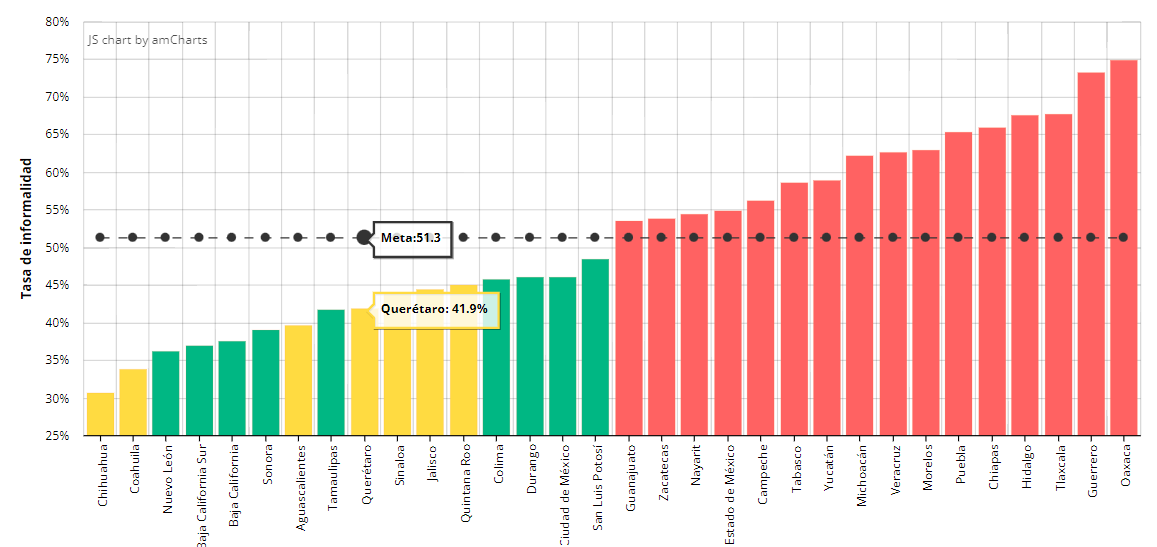 80%
JS chart by amCharts
75%
70%
65%
60%
55%
50%
45%
40%
35%
30%
25%
Tasa de informalidad
Meta:51.3
Querétaro: 41.9%
Chihuahua
Coahuila
Nuevo León
Baja California Sur
Baja California
Sonora
Aguascalientes
Tamaulipas
Querétaro
Sinaloa
Jalisco
Quintana Roo
Colima
Durango
Ciudad de México
San Luis Potosí
Guanajuato
Zacatecas
Nayarit
Estado de México
Campeche
Tabasco
Yucatán
Michoacán
Veracruz
Morelos
Puebla
Chiapas
Hidalgo
Tlaxcala
Guerrero
Oaxaca